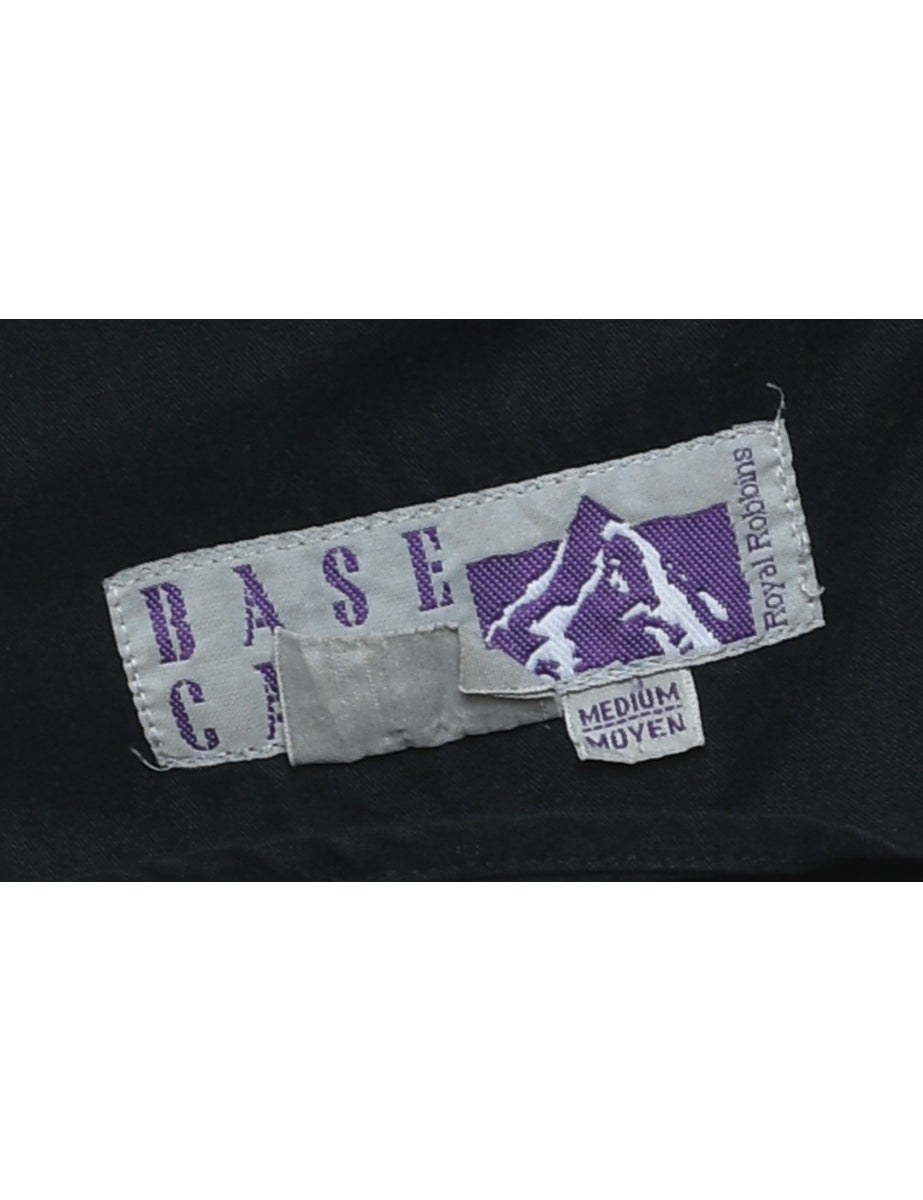 BASE
Royal Robbins
MEDIUM
MOYEN